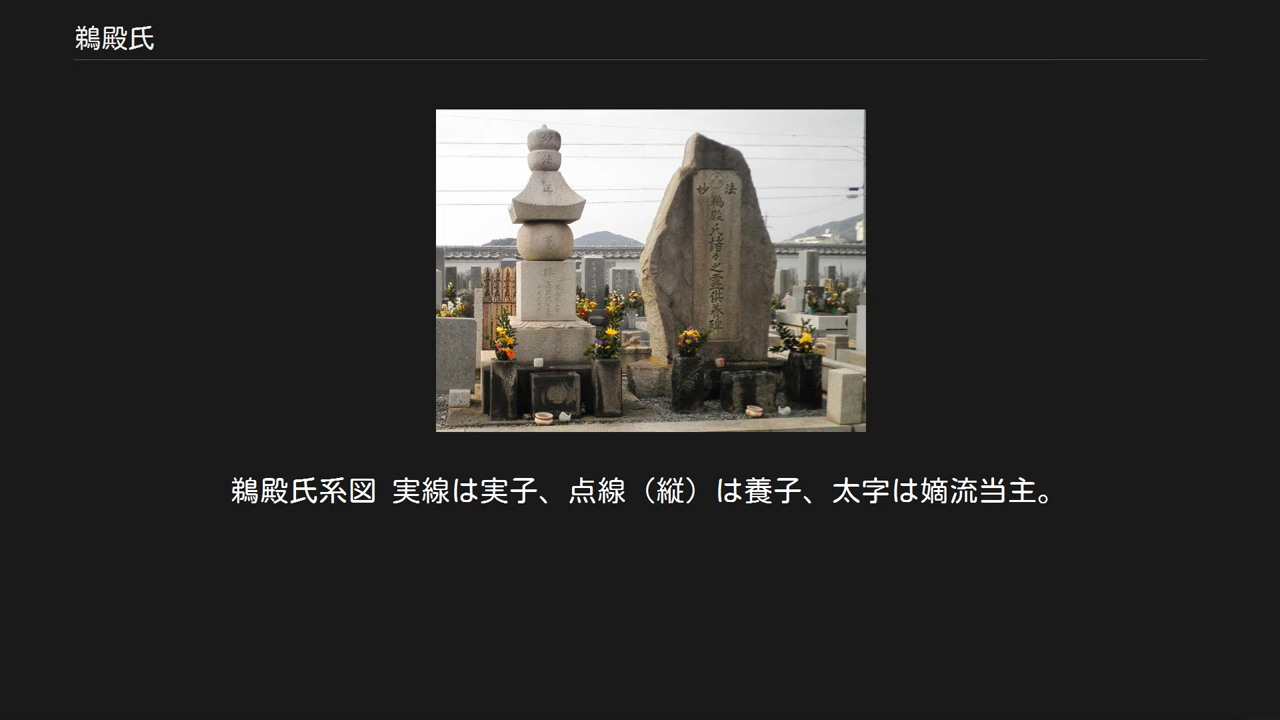 鵜殿氏
妙法
鵜殿氏諸々之霊供養碑
鵜殿氏系図 実線は実子、点線（縦）は養子、太字は嫡流当主。